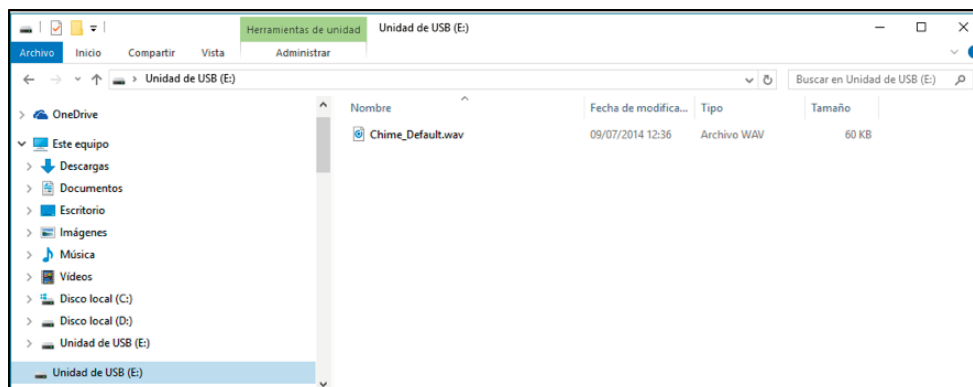 Herramientas de unidad Unidad de USB (E:)
Archivo Inicio Compartir Vista Administrar
Unidad de USB (E:) Buscar en Unidad de USB (E:)
OneDrive
Este equipo
Descargas
Documentos
Escritorio
Imágenes
Música
Vídeos
Disco local (C:)
Disco local (D:)
Unidad de USB (E:)
Unidad de USB (E:)
Nombre Fecha de modifica... Tipo Tamaño
Chime_Default.wav 09/07/2014 12:36 Archivo WAV 60 KB